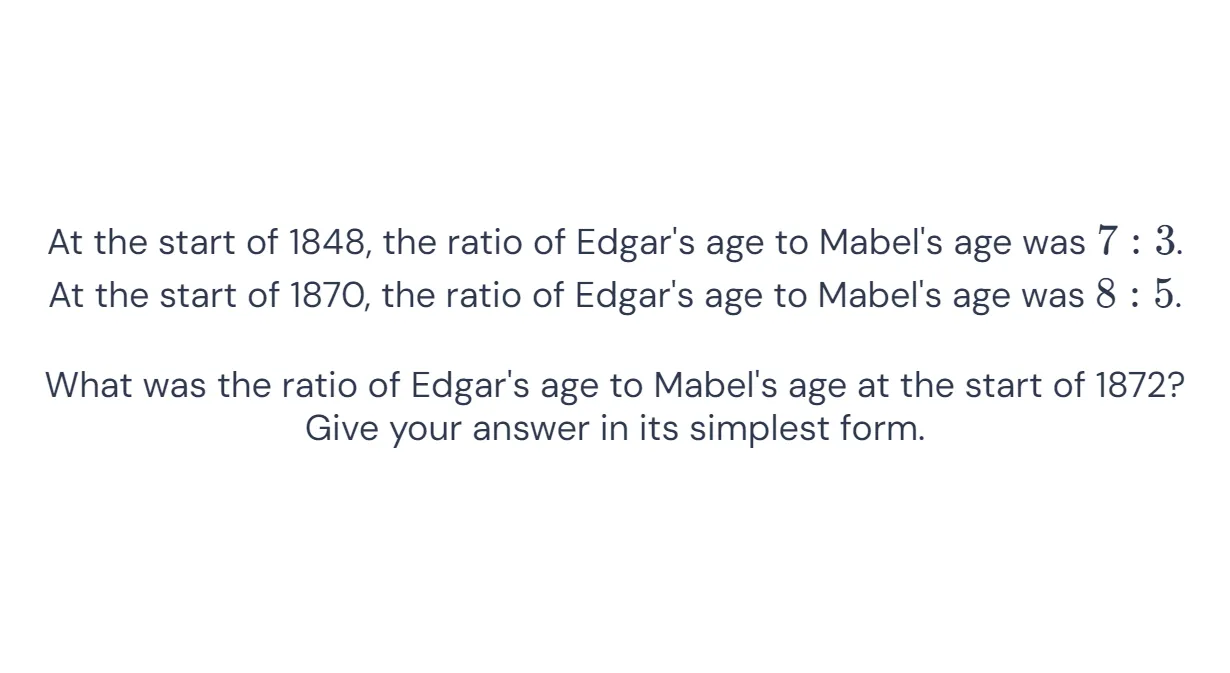 At the start of 1848, the ratio of Edgar's age to Mabel's age was 7 : 3.
At the start of 1870, the ratio of Edgar's age to Mabel's age was 8 : 5.
What was the ratio of Edgar's age to Mabel's age at the start of 1872?
Give your answer in its simplest form.